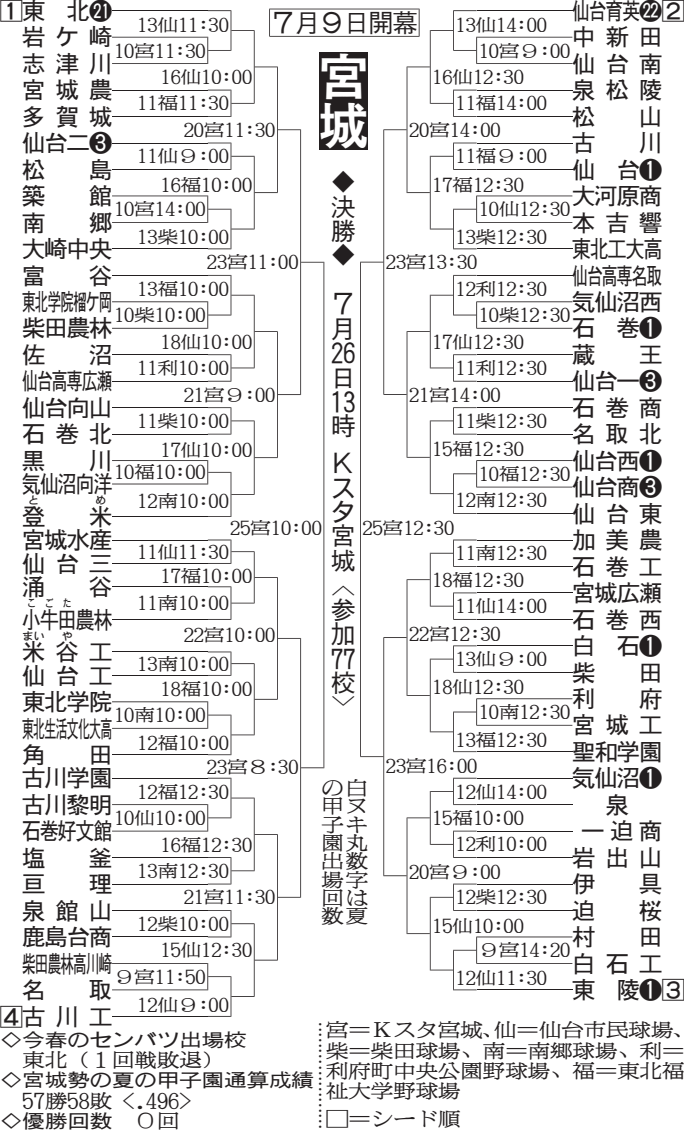 7月9日開幕
宮城
◆決勝◆ 7月26日13時 Kスタ宮城〈参加77校〉
白ヌキ丸数字は夏
の甲子園出場回数
1 東北㉑
岩ケ崎
志津川
宮城農
多賀城
仙台二❸
松島
築館
南郷
大崎中央
富谷
東北学院榴ケ岡
柴田農林
佐沼
仙台高専広瀬
仙台向山
石巻北
黒川
気仙沼向洋
とめ
登米
宮城水産
仙台三
涌谷
こごた
小牛田農林
まいや
米谷工
仙台工
東北学院
東北生活文化大高
角田
古川学園
古川黎明
石巻好文館
塩釜
亘理
泉館山
鹿島台商
柴田農林高川崎
名取
4 古川工
13仙11:30
10宮11:30
16仙10:00
11福11:30
20宮11:30
11仙9:00
16福10:00
10宮14:00
13柴10:00
23宮11:00
13福10:00
10柴10:00
18仙10:00
11利10:00
21宮9:00
11柴10:00
17仙10:00
10福10:00
12南10:00
25宮10:00
11仙11:30
17福10:00
11南10:00
22宮10:00
13南10:00
18福10:00
10南10:00
12福10:00
23宮8:30
12福12:30
10仙10:00
16福12:30
13南12:30
21宮11:30
12柴10:00
15仙12:30
9宮11:50
12仙9:00
仙台育英㉒ 2
中新田
仙台南
泉松陵
松山
古川
仙台❶
大河原商
本吉響
東北工大高
仙台高専名取
気仙沼西
石巻❶
蔵王
仙台一❸
石巻商
名取北
仙台西❶
仙台商❸
仙台東
加美農
石巻工
宮城広瀬
石巻西
白石❶
柴田
利府
宮城工
聖和学園
気仙沼❶
泉
一迫商
岩出山
伊具
迫桜
村田
白石工
東陵❶ 3
13仙14:00
10宮9:00
16仙12:30
11福14:00
20宮14:00
11福9:00
17福12:30
10仙12:30
13柴12:30
23宮13:30
12利12:30
10柴12:30
17仙12:30
11利12:30
21宮14:00
11柴12:30
15福12:30
10福12:30
12南12:30
25宮12:30
11南12:30
18福12:30
11仙14:00
22宮12:30
13仙9:00
18仙12:30
10南12:30
13福12:30
23宮16:00
12仙14:00
15福10:00
12利10:00
20宮9:00
12柴12:30
15仙10:00
9宮14:20
12仙11:30
◇今春のセンバツ出場校
東北（1回戦敗退）
◇宮城勢の夏の甲子園通算成績
57勝58敗 <.496>
◇優勝回数 0回
宮＝Kスタ宮城、仙＝仙台市民球場、
柴＝柴田球場、南＝南郷球場、利＝
利府町中央公園野球場、福＝東北福
祉大学野球場
□＝シード順